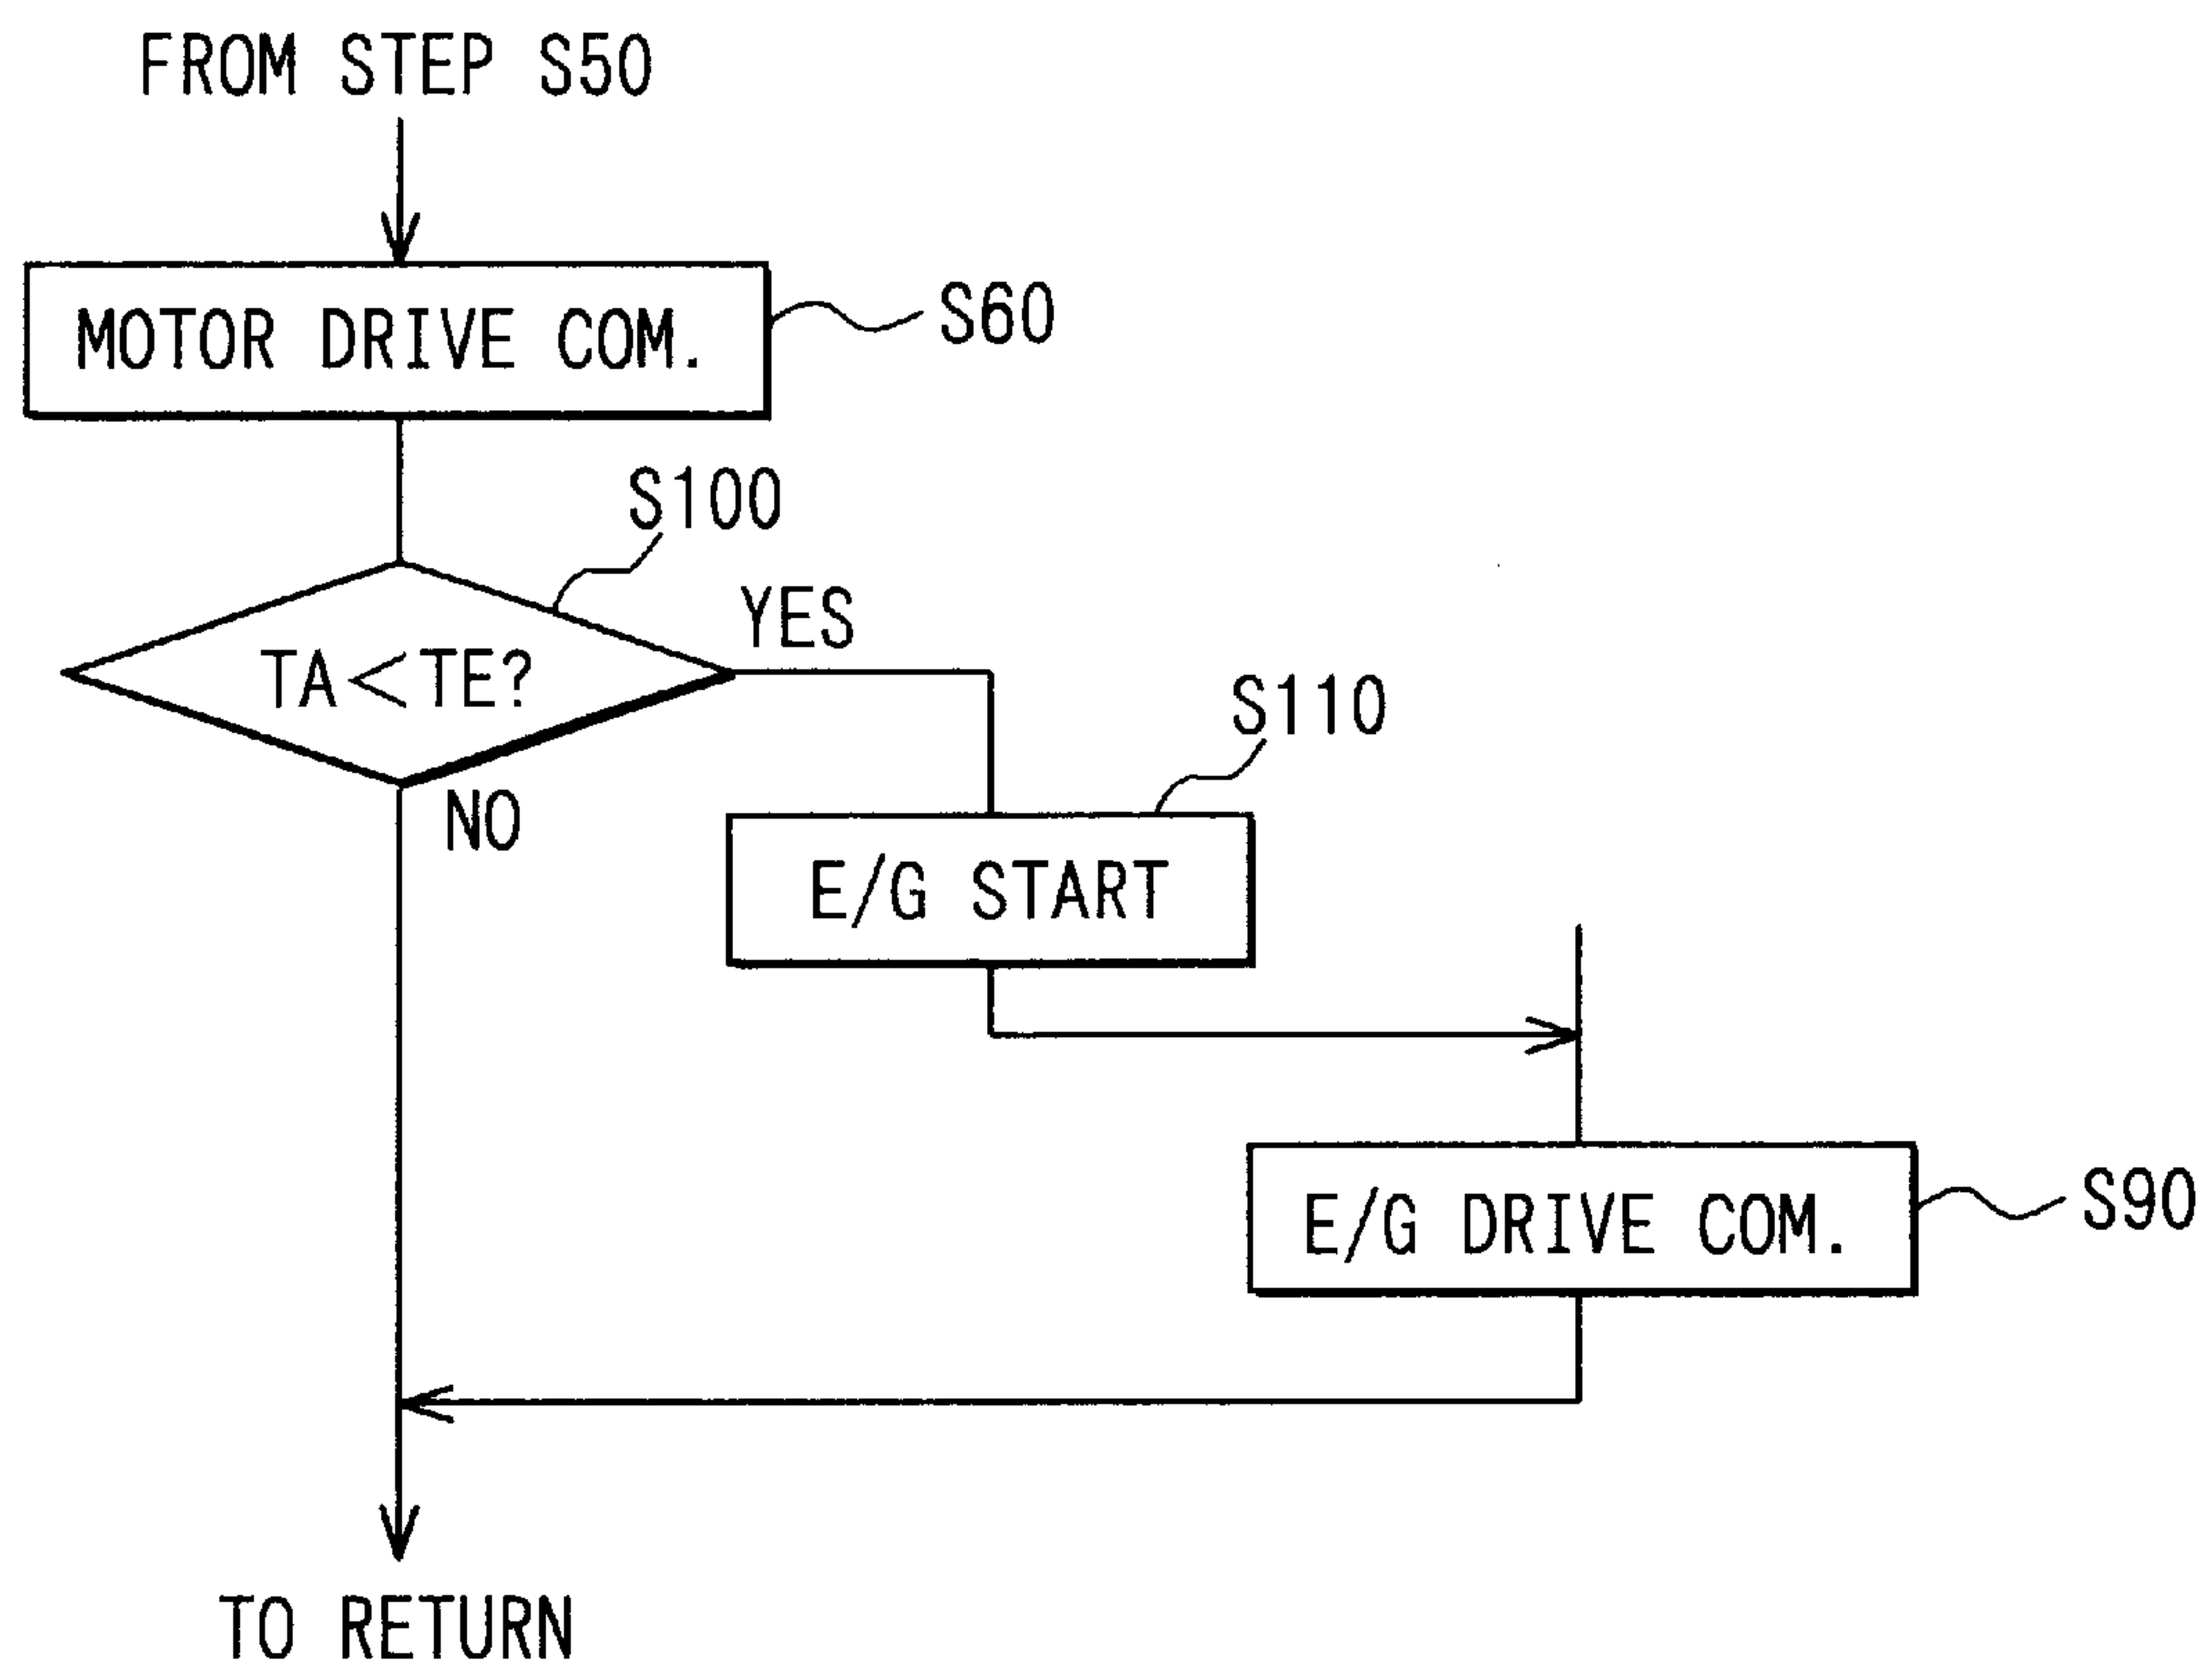 FROM STEP S50
MOTOR DRIVE COM.
S60
S100
TA<TE?
YES
NO
S110
E/G START
E/G DRIVE COM.
S90
TO RETURN